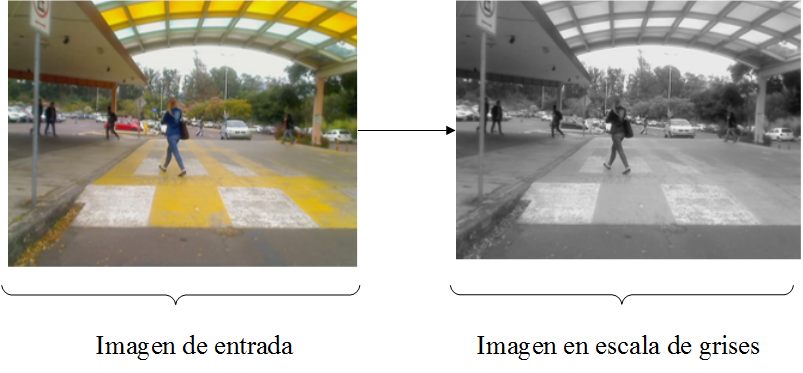 Imagen de entrada
Imagen en escala de grises